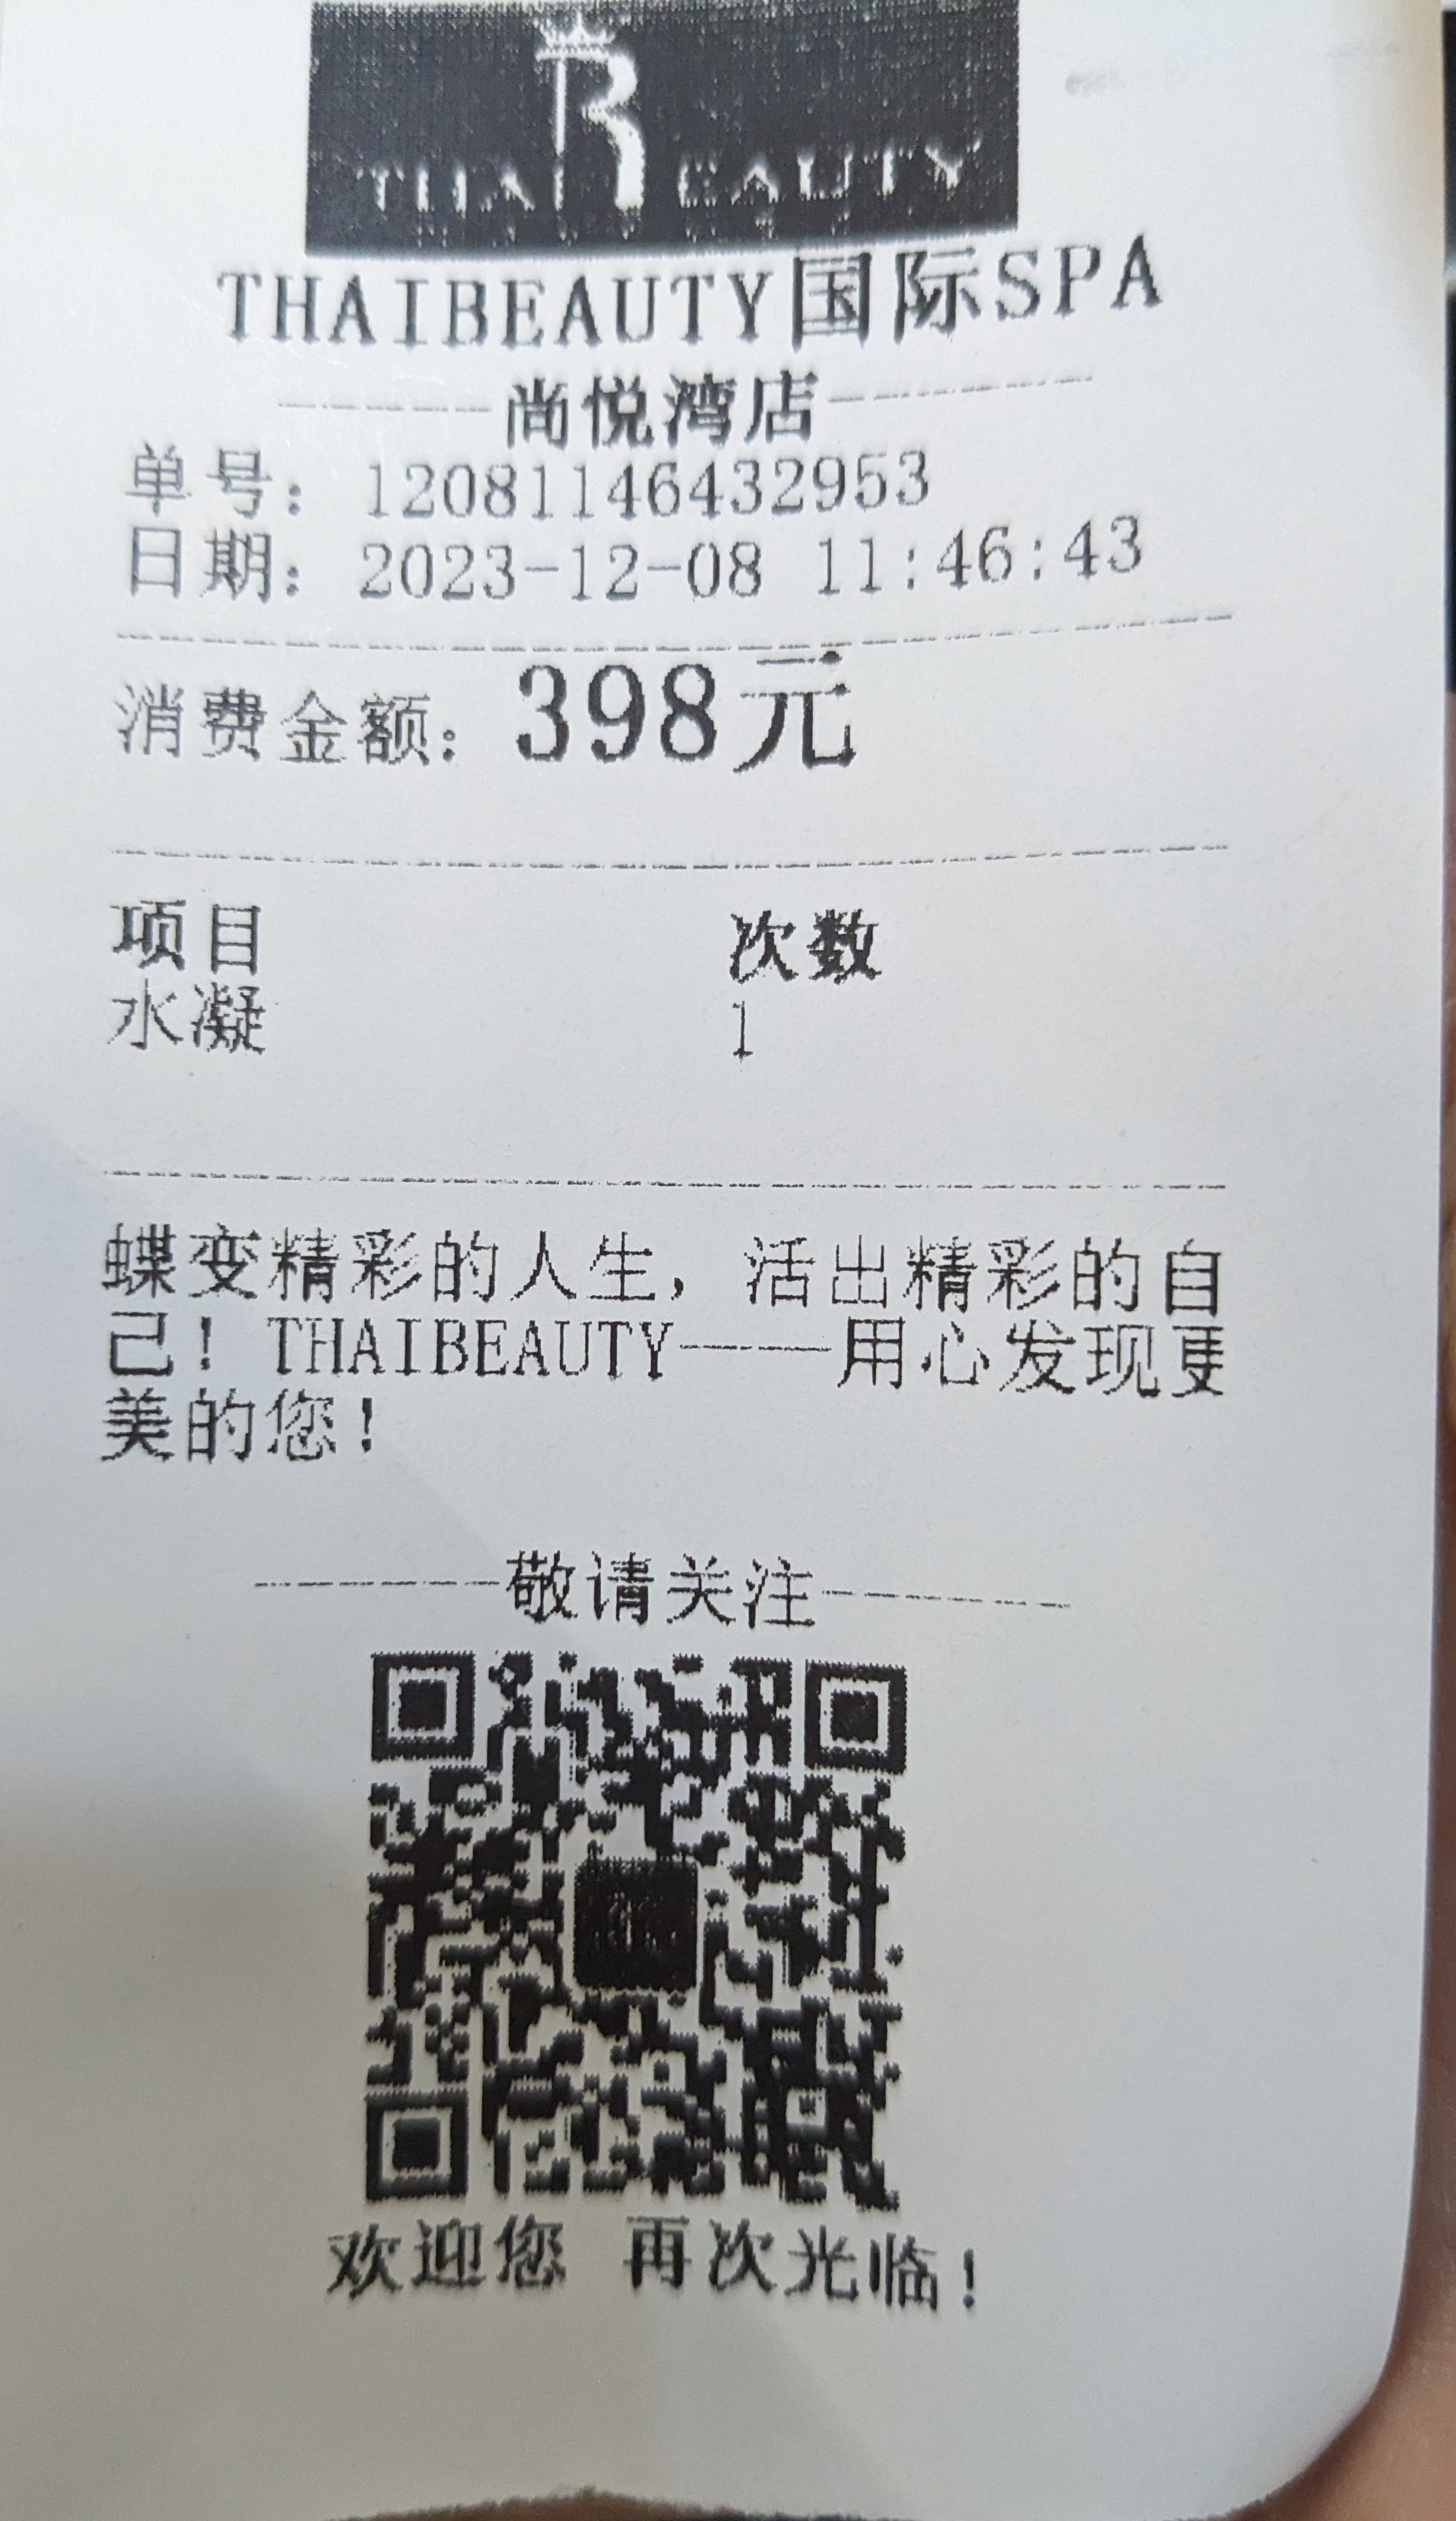 THAI BEAUTY
THAIBEAUTY国际SPA
尚悦湾店
单号: 12081146432953
日期: 2023-12-08 11:46:43
消费金额: 398元
项目 次数
水凝 1
蝶变精彩的人生, 活出精彩的自
己! THAIBEAUTY——用心发现更
美的您!
敬请关注
欢迎您 再次光临!